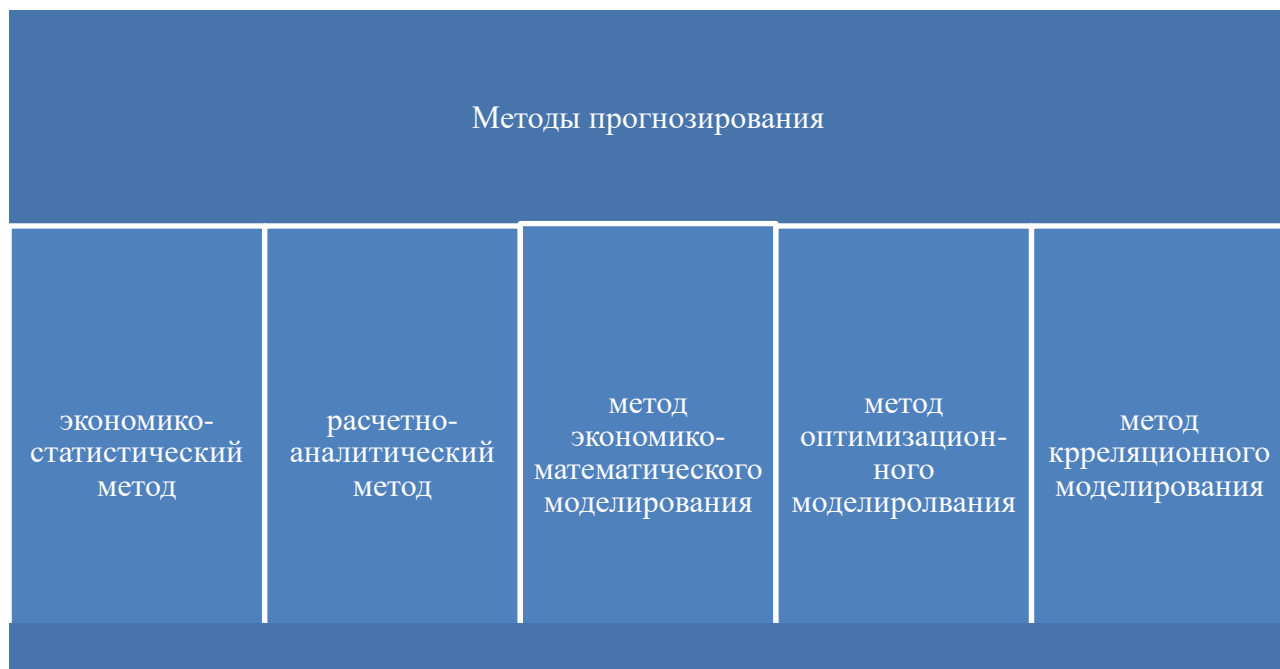 Методы прогнозирования
экономико-
статистический
метод
расчетно-
аналитический
метод
метод
экономико-
математического
моделирования
метод
оптимизацион-
ного
моделиролвания
метод
крреляционного
моделирования